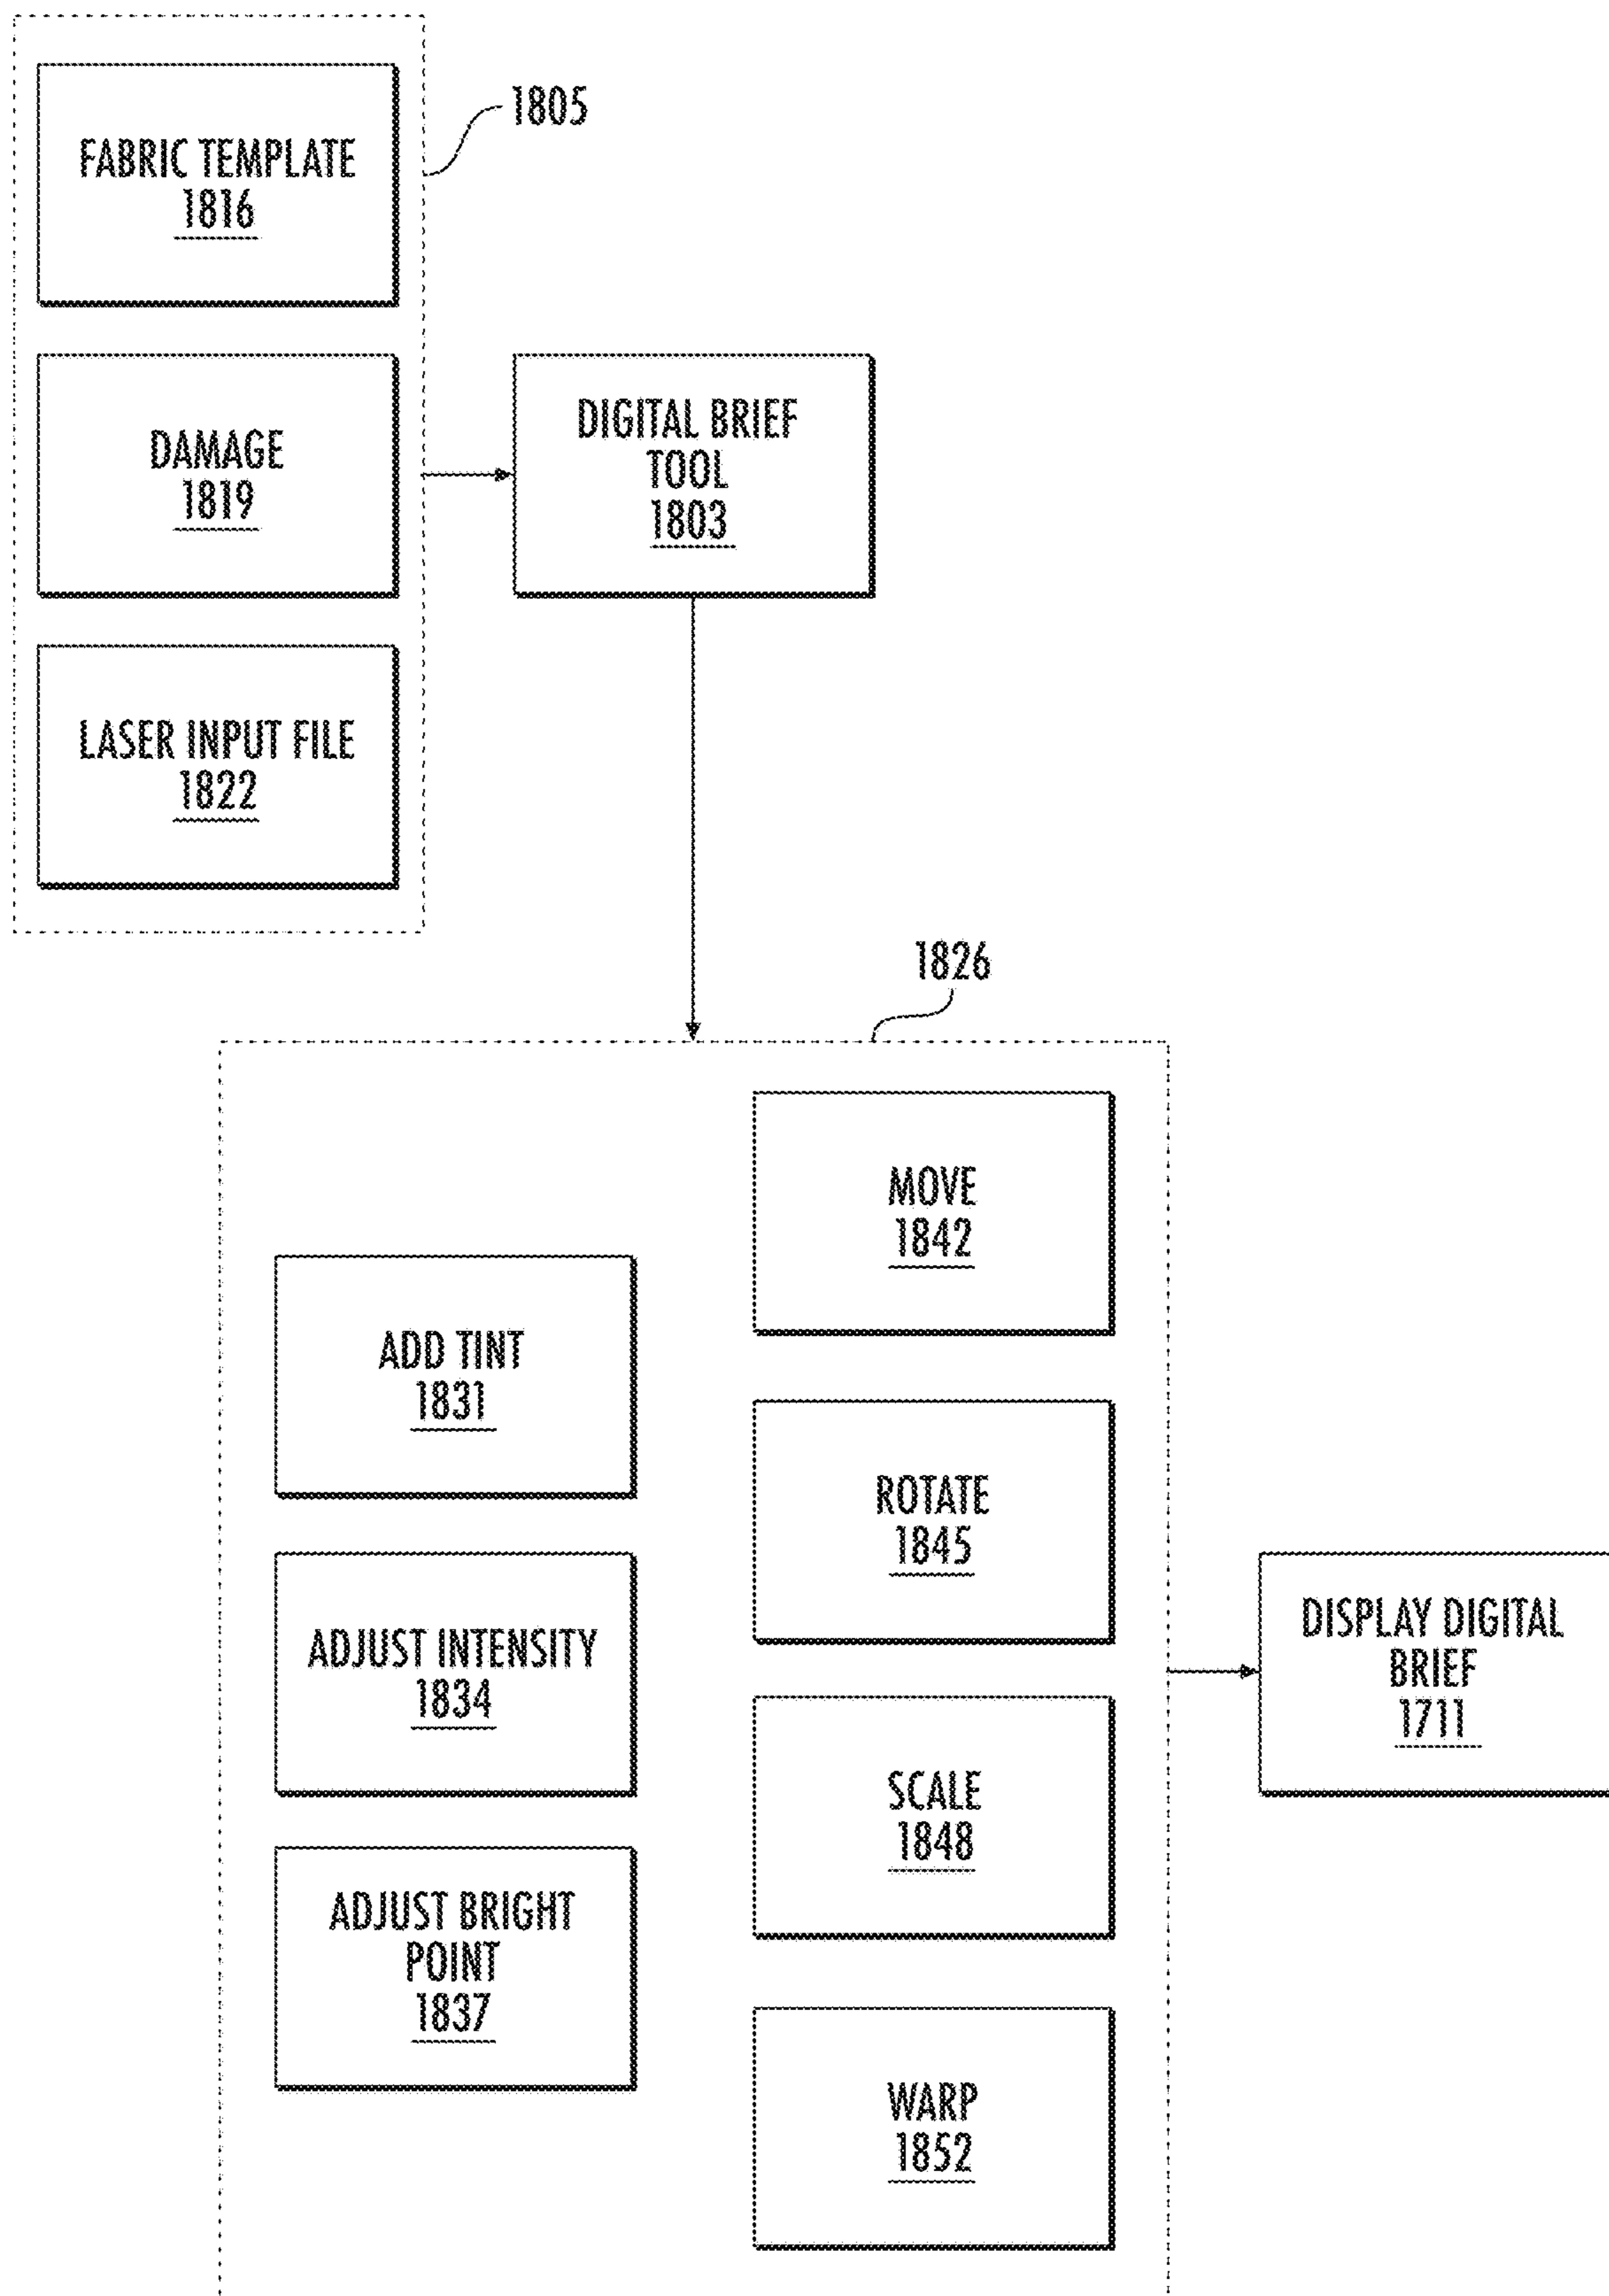 1805
FABRIC TEMPLATE
1816
DAMAGE
1819
LASER INPUT FILE
1822
DIGITAL BRIEF
TOOL
1803
1826
ADD TINT
1831
ADJUST INTENSITY
1834
ADJUST BRIGHT
POINT
1837
MOVE
1842
ROTATE
1845
SCALE
1848
WARP
1852
DISPLAY DIGITAL
BRIEF
1711